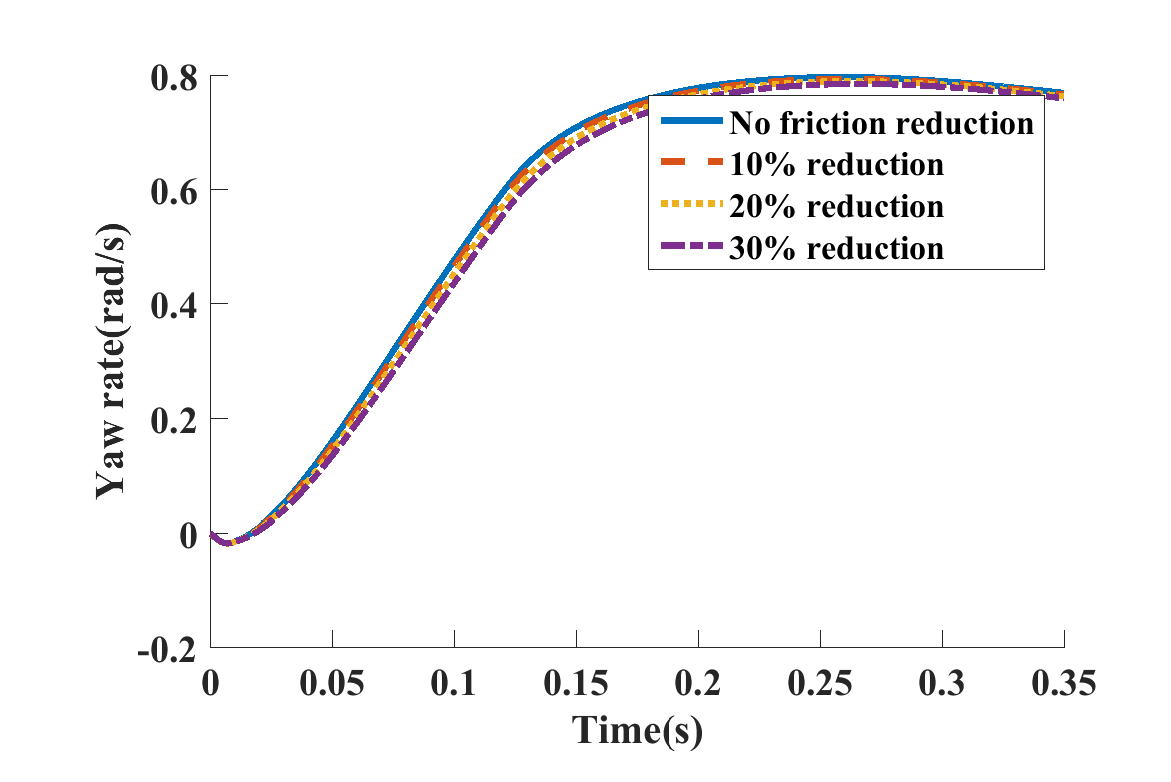 0.8
0.6
0.4
0.2
0
-0.2
Yaw rate(rad/s)
No friction reduction
10% reduction
20% reduction
30% reduction
0 0.05 0.1 0.15 0.2 0.25 0.3 0.35
Time(s)